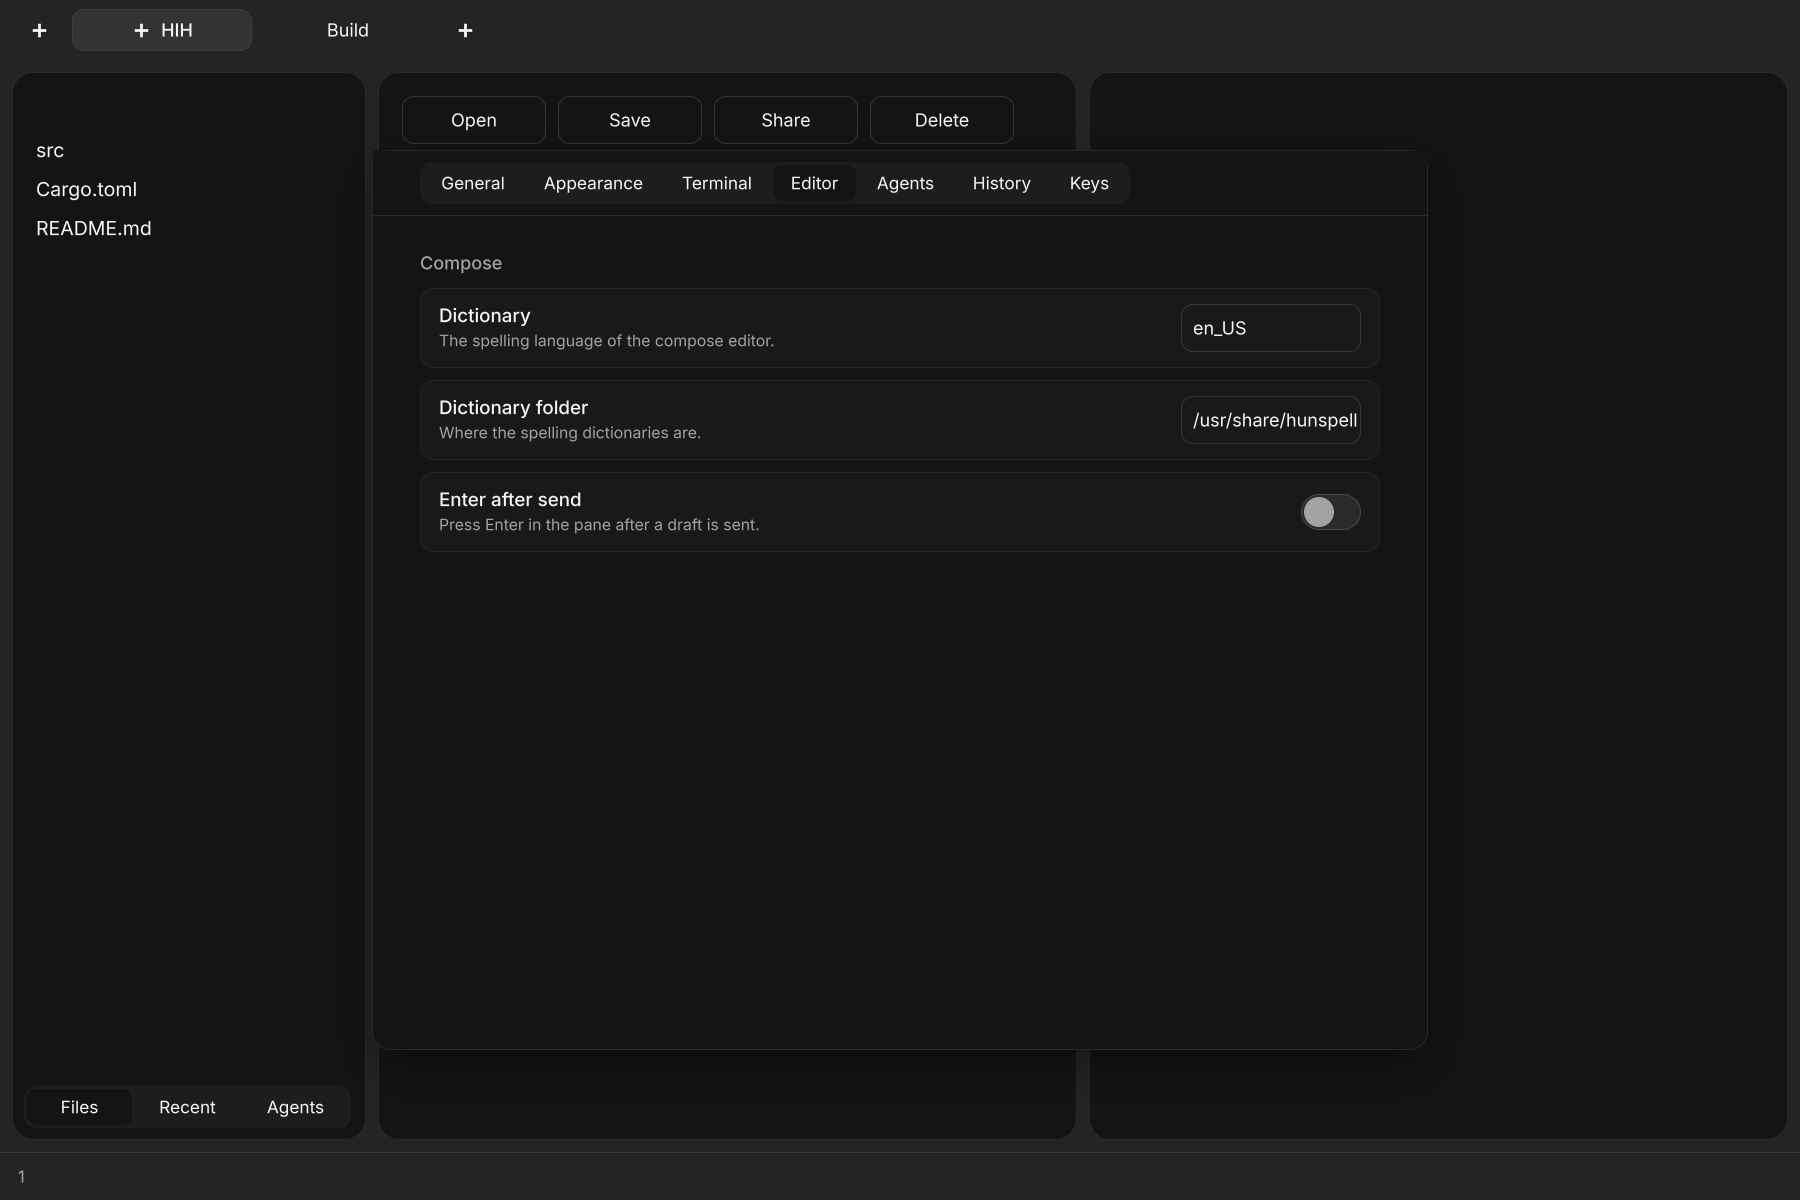 + + HIH Build +
Open Save Share Delete
src
Cargo.toml
README.md
General Appearance Terminal Editor Agents History Keys
Compose
Dictionary
The spelling language of the compose editor.
en_US
Dictionary folder
Where the spelling dictionaries are.
/usr/share/hunspell
Enter after send
Press Enter in the pane after a draft is sent.
Files Recent Agents
1